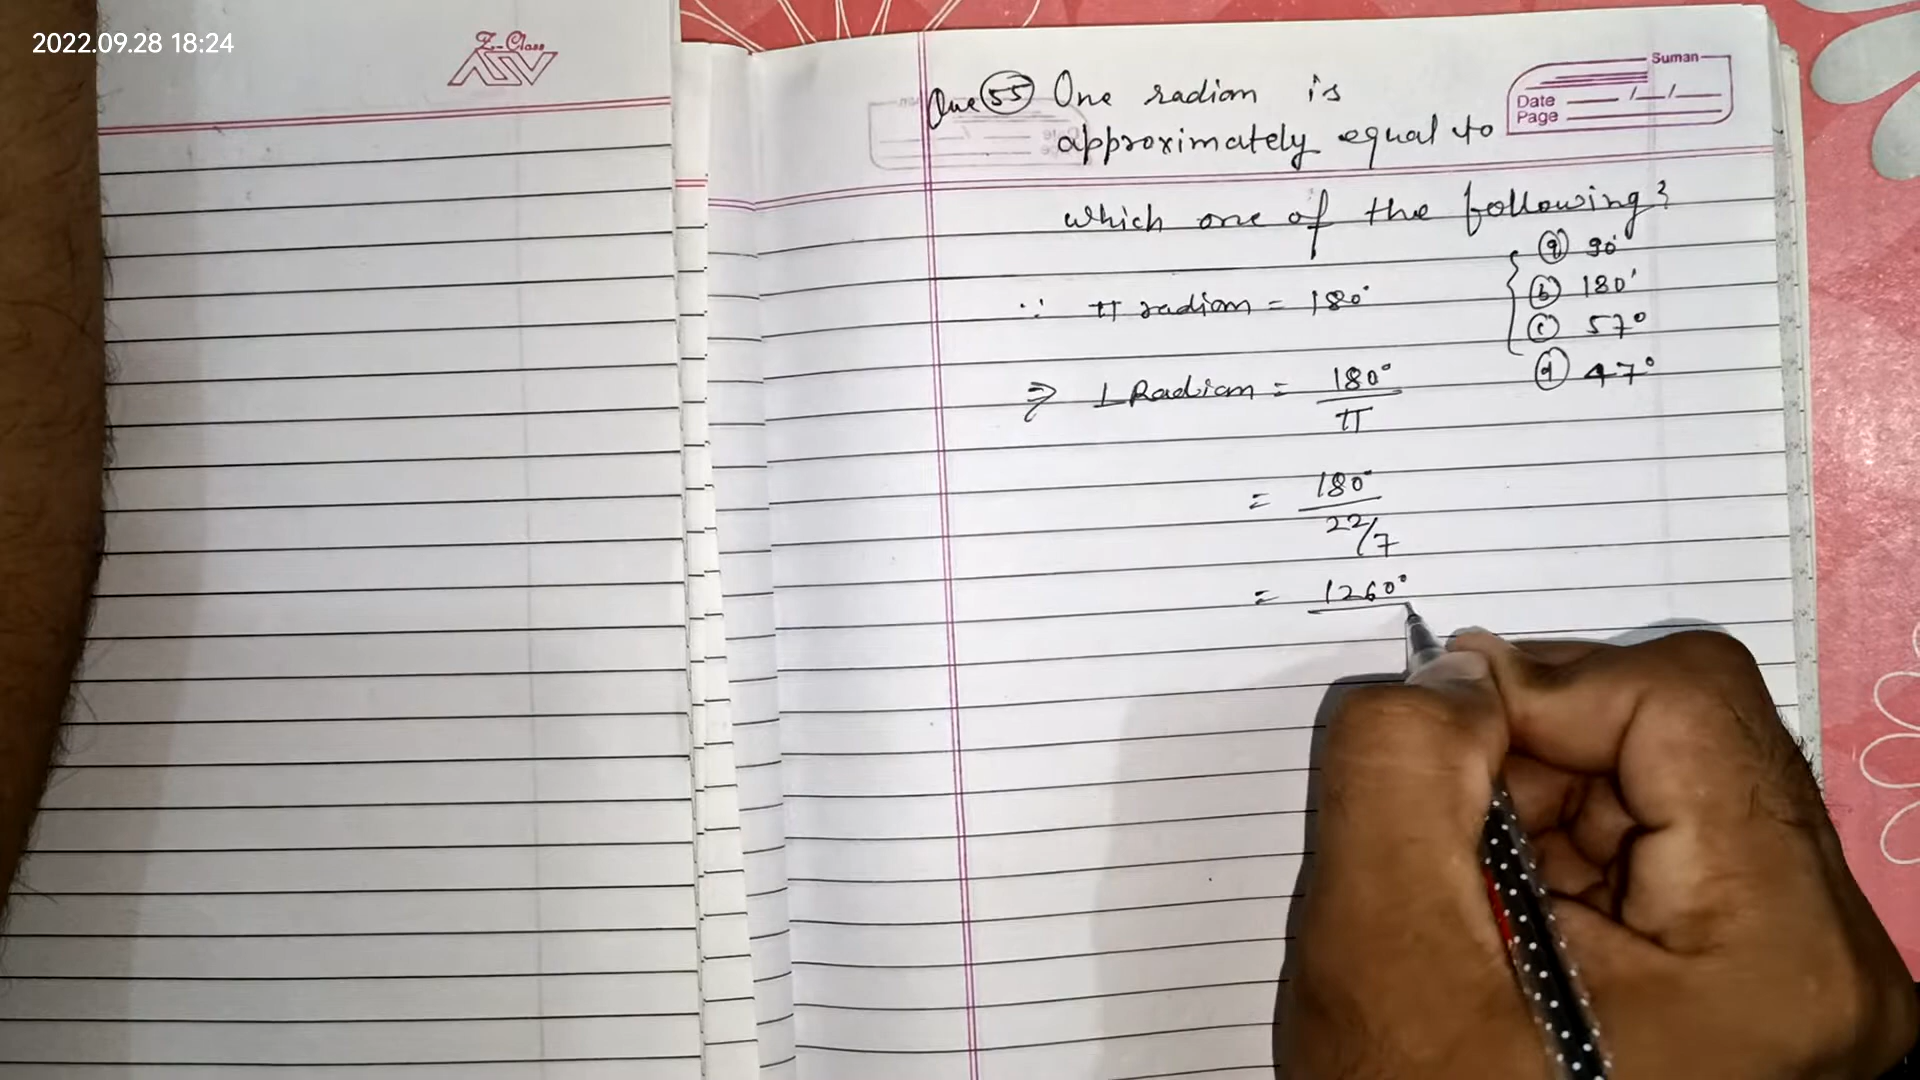 2022.09.28 18:24
Z-Class
Suman
Date
Page
Que 55 One radian is
approximately equal to
which one of the following?
(a) 90°
(b) 180°
(c) 57°
(d) 47°
∵ π radian = 180°
⇒ 1 Radian = 180°/π
= 180°/22/7
= 1260°